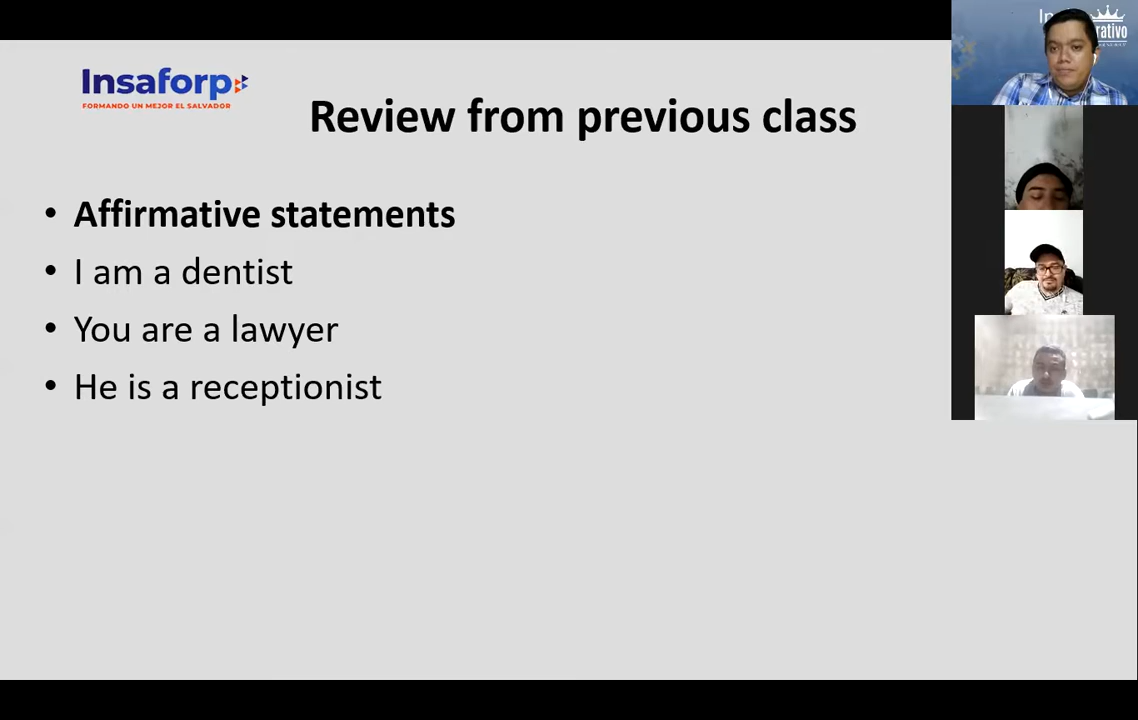 Insaforp
FORMANDO UN MEJOR EL SALVADOR
Review from previous class
• Affirmative statements
• I am a dentist
• You are a lawyer
• He is a receptionist